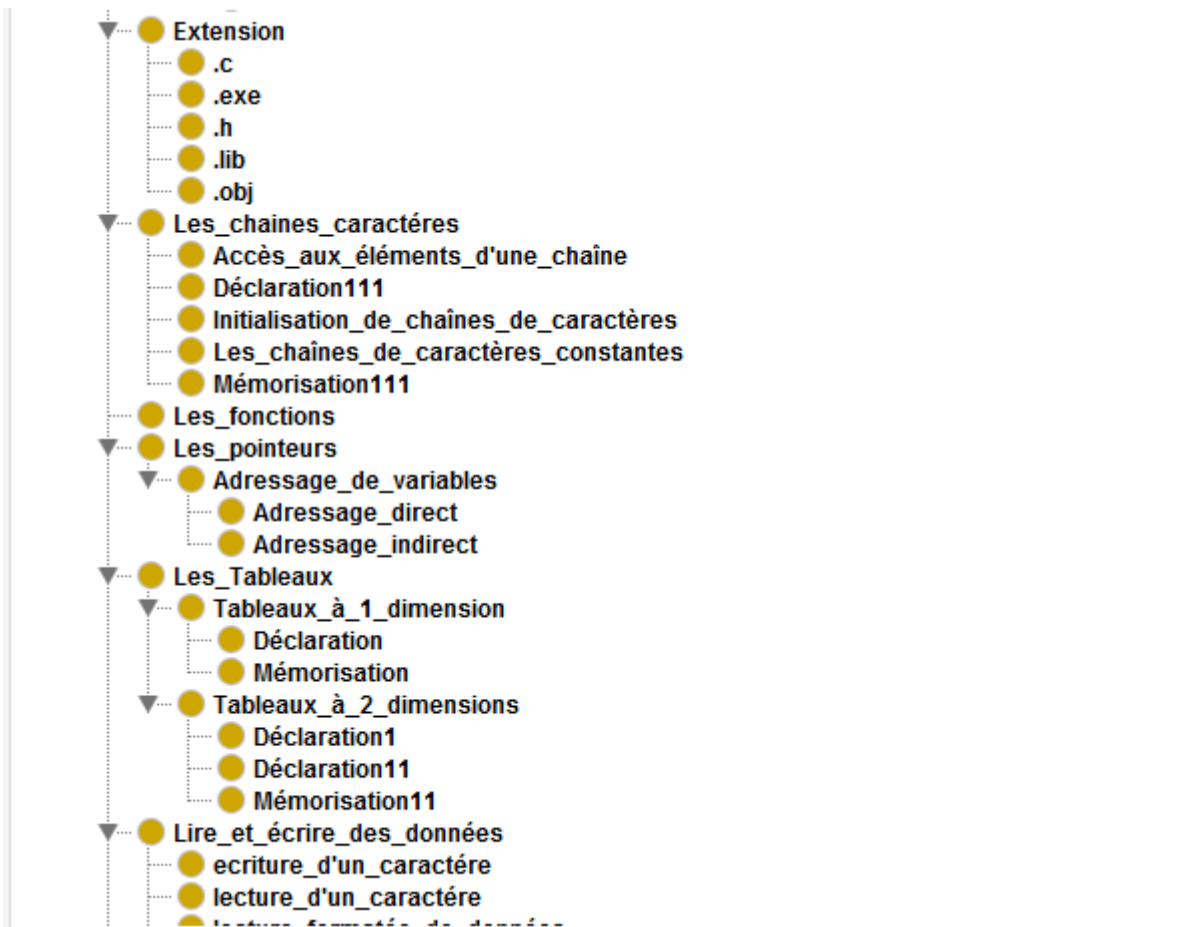 Extension
.c
.exe
.h
.lib
.obj
Les_chaines_caractéres
Accès_aux_éléments_d'une_chaîne
Déclaration111
Initialisation_de_chaînes_de_caractères
Les_chaînes_de_caractères_constantes
Mémorisation111
Les_fonctions
Les_pointeurs
Adressage_de_variables
Adressage_direct
Adressage_indirect
Les_Tableaux
Tableaux_à_1_dimension
Déclaration
Mémorisation
Tableaux_à_2_dimensions
Déclaration1
Déclaration11
Mémorisation11
Lire_et_écrire_des_données
ecriture_d'un_caractére
lecture_d'un_caractére